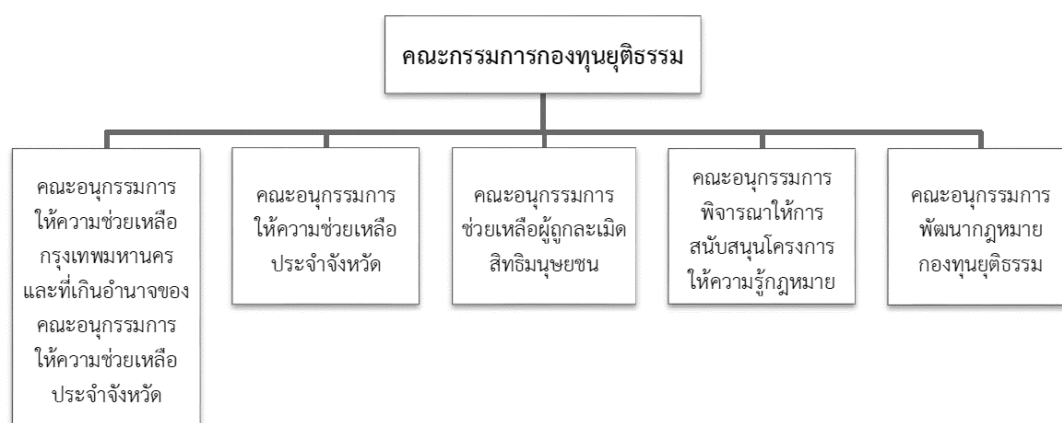 คณะกรรมการกองทุนยุติธรรม
คณะอนุกรรมการ
ให้ความช่วยเหลือ
กรุงเทพมหานคร
และที่เกินอำนาจของ
คณะอนุกรรมการ
ให้ความช่วยเหลือ
ประจำจังหวัด
คณะอนุกรรมการ
ให้ความช่วยเหลือ
ประจำจังหวัด
คณะอนุกรรมการ
ช่วยเหลือผู้ถูกละเมิด
สิทธิมนุษยชน
คณะอนุกรรมการ
พิจารณาให้การ
สนับสนุนโครงการ
ให้ความรู้กฎหมาย
คณะอนุกรรมการ
พัฒนากฎหมาย
กองทุนยุติธรรม